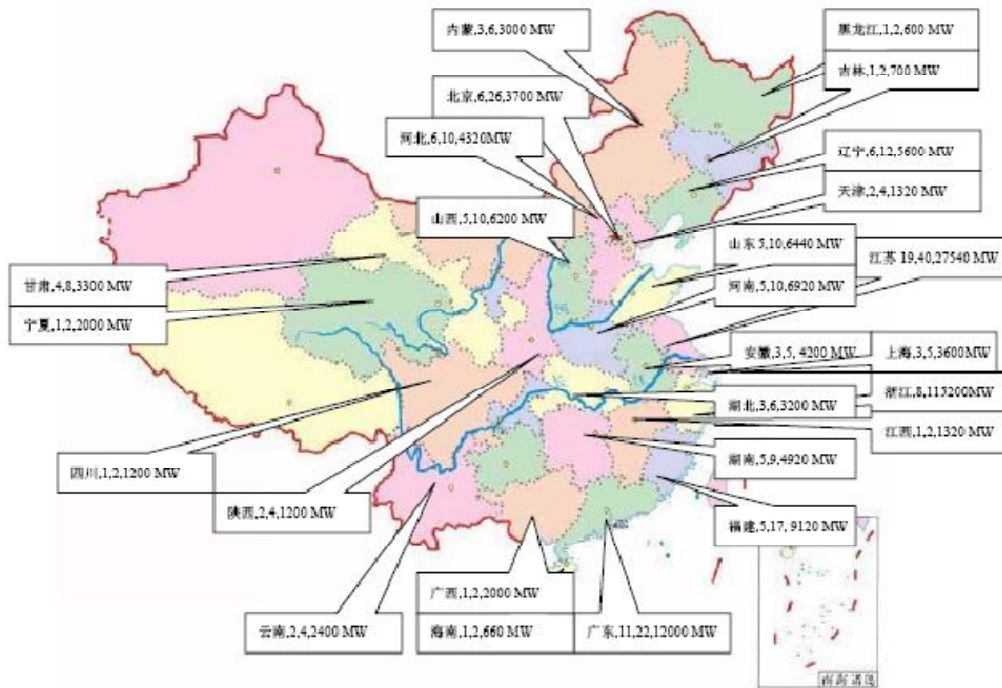 内蒙,3,6,3000 MW
黑龙江,1,2,600 MW
吉林,1,2,700 MW
北京,6,26,3700 MW
河北,6,10,4320MW
辽宁,6,12,5600 MW
天津,2,4,1320 MW
山西,5,10,6200 MW
山东,5,10,6440 MW
江苏 19,40,27540 MW
甘肃,4,8,3300 MW
河南,5,10,6920 MW
宁夏,1,2,2000 MW
安徽,3,5, 4200 MW
上海,3,5,3600MW
浙江,8,115200MW
湖北,3,6,3200 MW
江西,1,2,1320 MW
四川,1,2,1200 MW
湖南,5,9,4920 MW
陕西,2,4,1200 MW
福建,5,17, 9120 MW
广西,1,2,2000 MW
云南,2,4,2400 MW
海南,1,2,660 MW
广东,11,22,12000 MW
南海诸岛